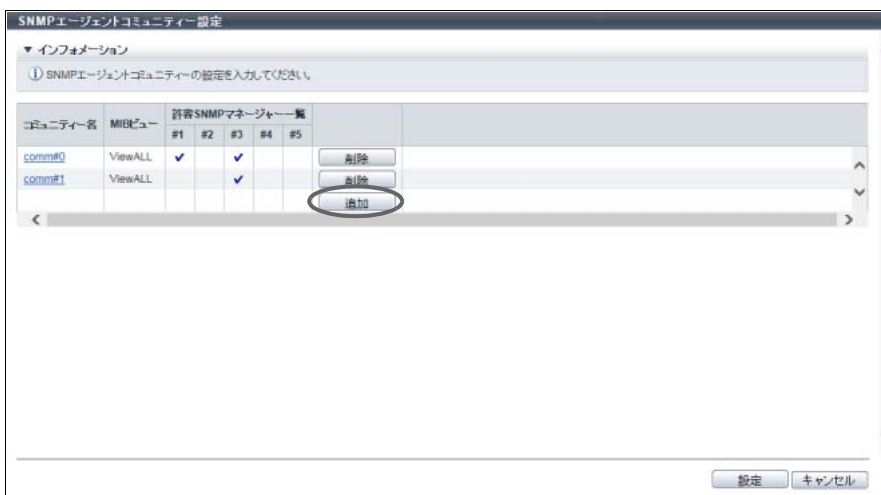 SNMPエージェントコミュニティー設定
▼ インフォメーション
SNMPエージェントコミュニティーの設定を入力してください。
コミュニティー名 MIBビュー 許容SNMPマネージャー一覧
#1 #2 #3 #4 #5
comm#0 ViewALL ✔ ✔ 削除
comm#1 ViewALL ✔ 削除
追加
設定 キャンセル